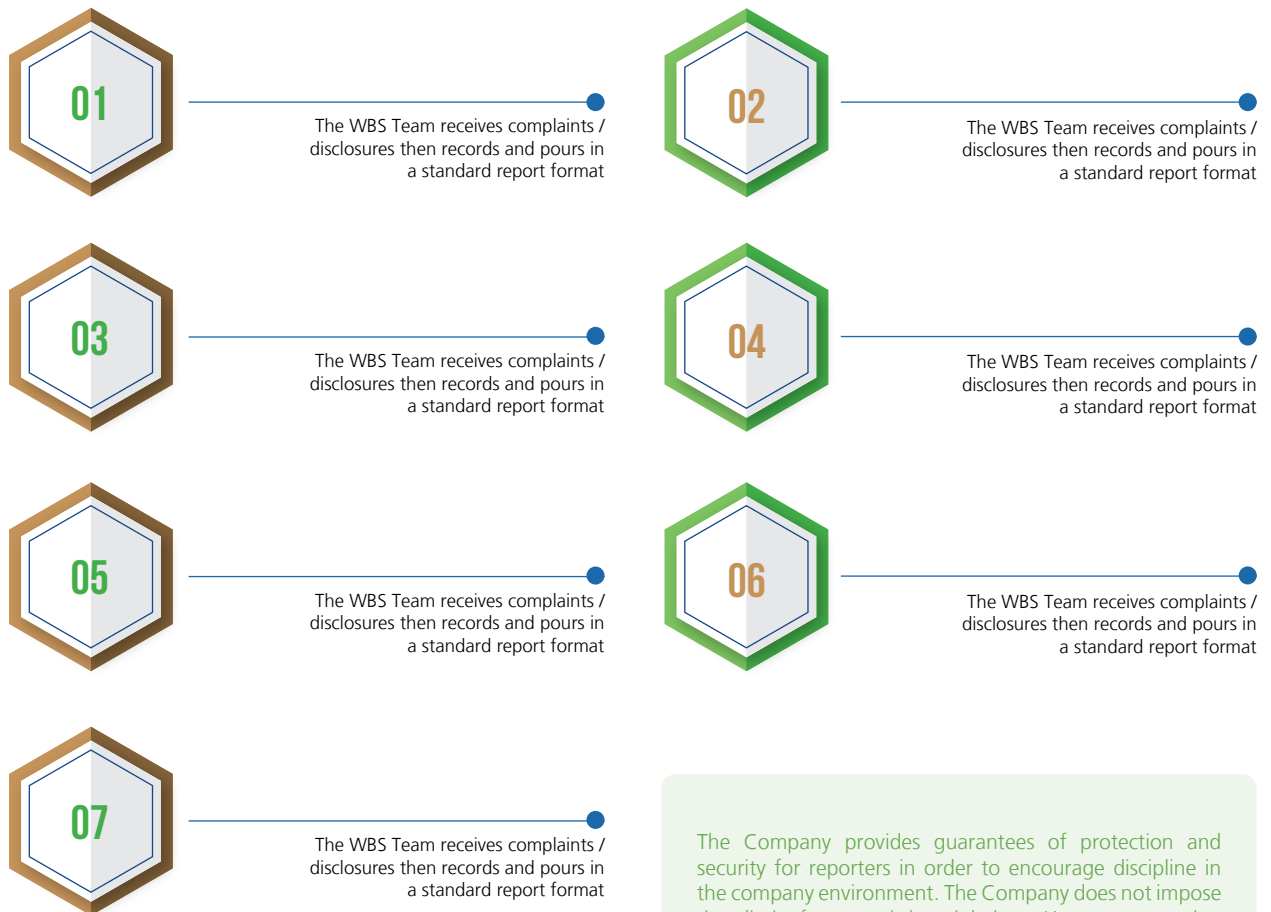 01
The WBS Team receives complaints /
disclosures then records and pours in
a standard report format
02
The WBS Team receives complaints /
disclosures then records and pours in
a standard report format
03
The WBS Team receives complaints /
disclosures then records and pours in
a standard report format
04
The WBS Team receives complaints /
disclosures then records and pours in
a standard report format
05
The WBS Team receives complaints /
disclosures then records and pours in
a standard report format
06
The WBS Team receives complaints /
disclosures then records and pours in
a standard report format
07
The WBS Team receives complaints /
disclosures then records and pours in
a standard report format
The Company provides guarantees of protection and
security for reporters in order to encourage discipline in
the company environment. The Company does not impose